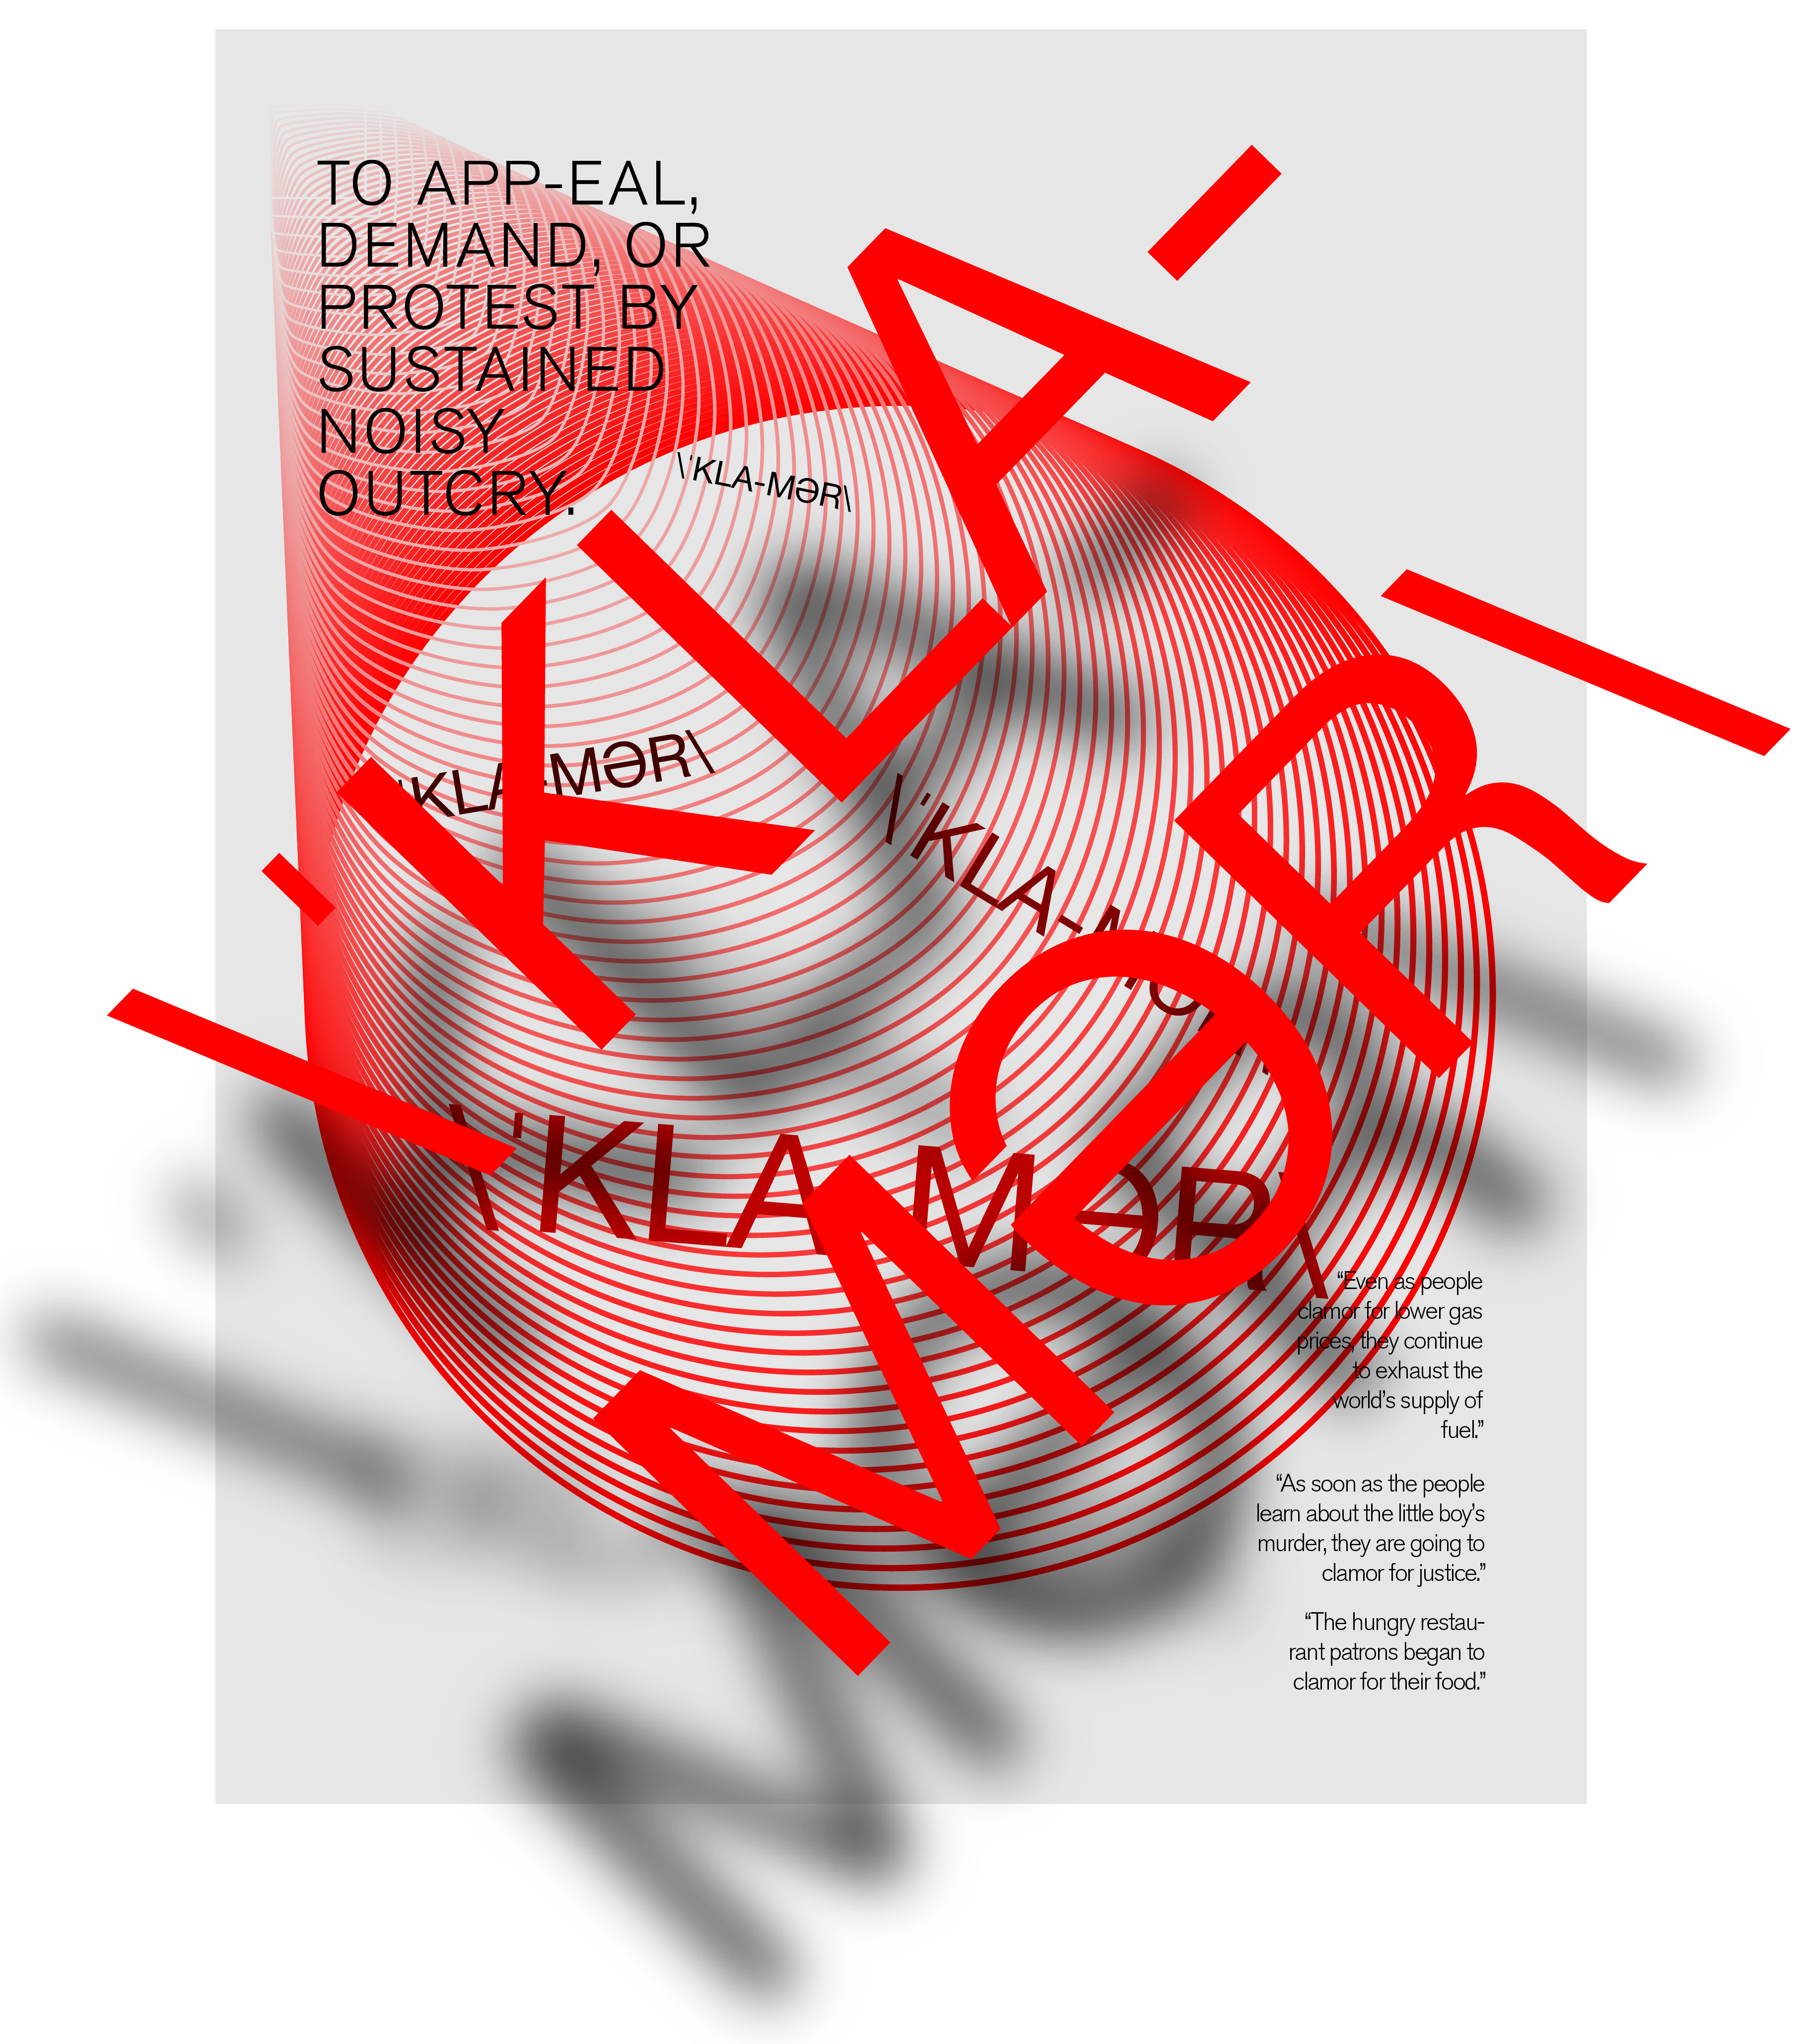 TO APP-EAL,
DEMAND, OR
PROTEST BY
SUSTAINED
NOISY
OUTCRY.
\ˈKLA-MƏR\
\ˈKLA-
MƏR\
ˈKLA-MƏR\
\ˈKLA-
\ˈKLA MƏR\
“Even as people
clamor for lower gas
prices, they continue
to exhaust the
world’s supply of
fuel.”
“As soon as the people
learn about the little boy’s
murder, they are going to
clamor for justice.”
“The hungry restau-
rant patrons began to
clamor for their food.”